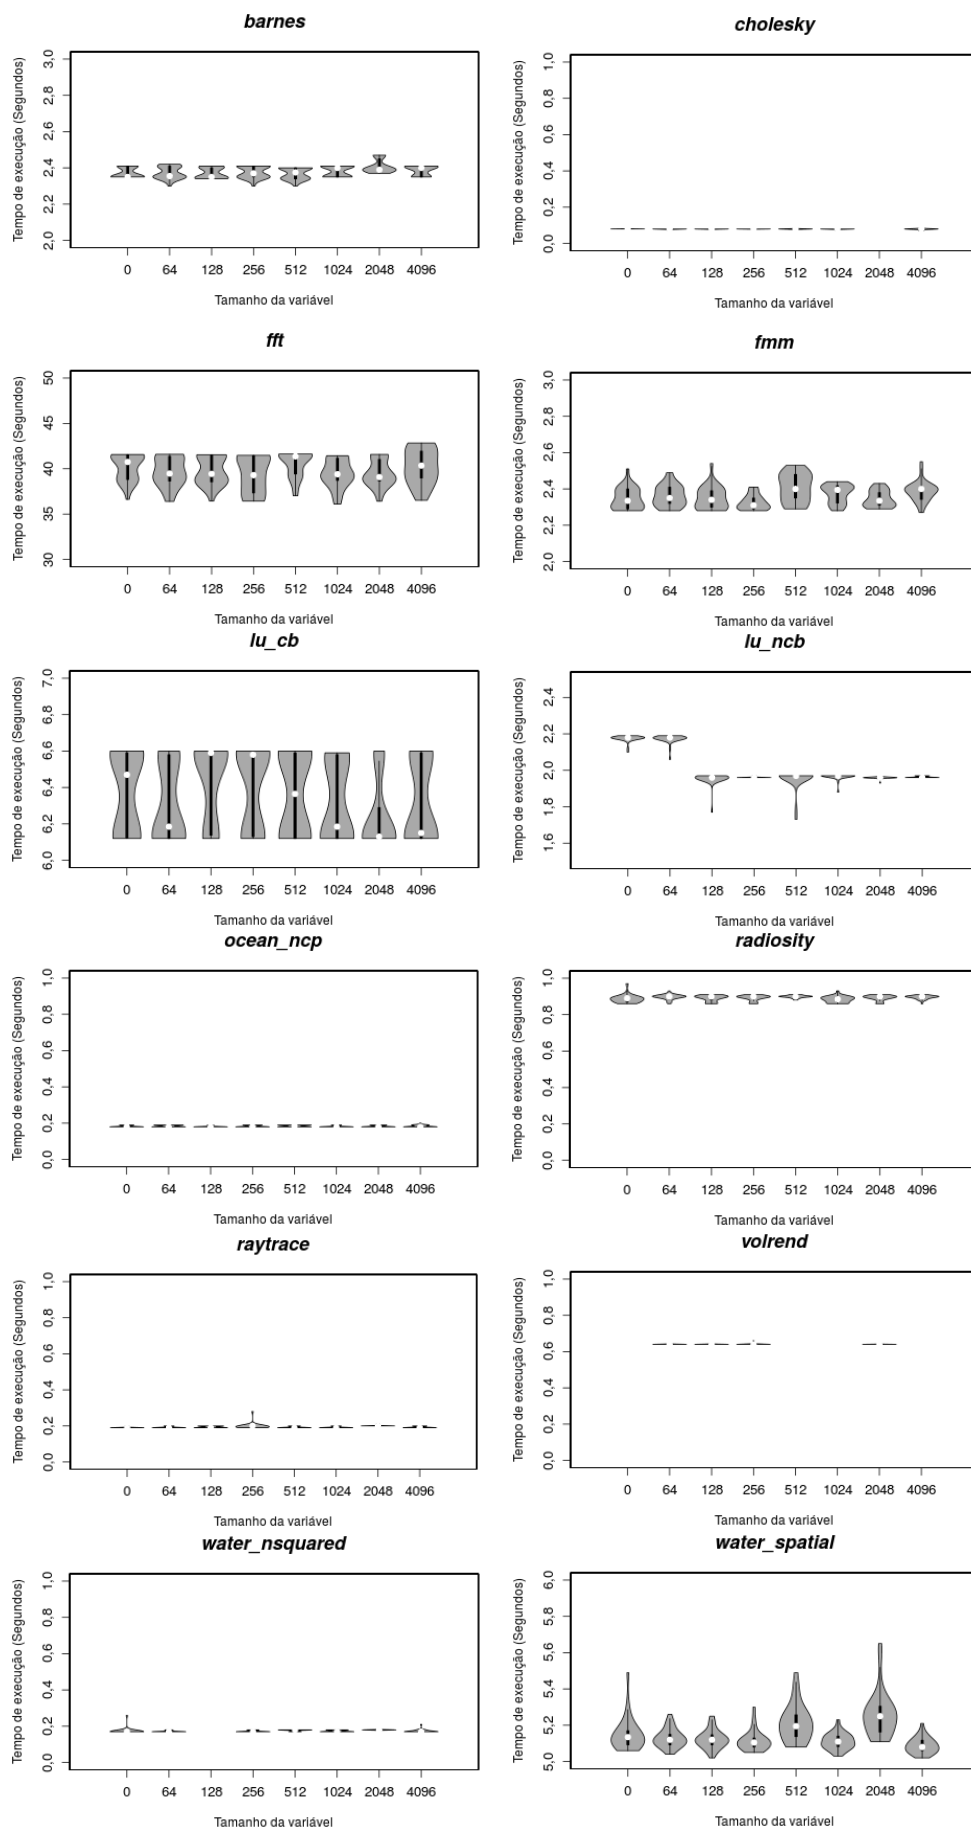 barnes
Tempo de execução (Segundos)
3,0
2,8
2,6
2,4
2,2
2,0
0 64 128 256 512 1024 2048 4096
Tamanho da variável
cholesky
Tempo de execução (Segundos)
1,0
0,8
0,6
0,4
0,2
0,0
0 64 128 256 512 1024 2048 4096
Tamanho da variável
fft
Tempo de execução (Segundos)
50
45
40
35
30
0 64 128 256 512 1024 2048 4096
Tamanho da variável
fmm
Tempo de execução (Segundos)
3,0
2,8
2,6
2,4
2,2
2,0
0 64 128 256 512 1024 2048 4096
Tamanho da variável
lu_cb
Tempo de execução (Segundos)
7,0
6,8
6,6
6,4
6,2
6,0
0 64 128 256 512 1024 2048 4096
Tamanho da variável
lu_ncb
Tempo de execução (Segundos)
2,4
2,2
2,0
1,8
1,6
0 64 128 256 512 1024 2048 4096
Tamanho da variável
ocean_ncp
Tempo de execução (Segundos)
1,0
0,8
0,6
0,4
0,2
0,0
0 64 128 256 512 1024 2048 4096
Tamanho da variável
radiosity
Tempo de execução (Segundos)
1,0
0,8
0,6
0,4
0,2
0,0
0 64 128 256 512 1024 2048 4096
Tamanho da variável
raytrace
Tempo de execução (Segundos)
1,0
0,8
0,6
0,4
0,2
0,0
0 64 128 256 512 1024 2048 4096
Tamanho da variável
volrend
Tempo de execução (Segundos)
1,0
0,8
0,6
0,4
0,2
0,0
0 64 128 256 512 1024 2048 4096
Tamanho da variável
water_nsquared
Tempo de execução (Segundos)
1,0
0,8
0,6
0,4
0,2
0,0
0 64 128 256 512 1024 2048 4096
Tamanho da variável
water_spatial
Tempo de execução (Segundos)
6,0
5,8
5,6
5,4
5,2
5,0
0 64 128 256 512 1024 2048 4096
Tamanho da variável